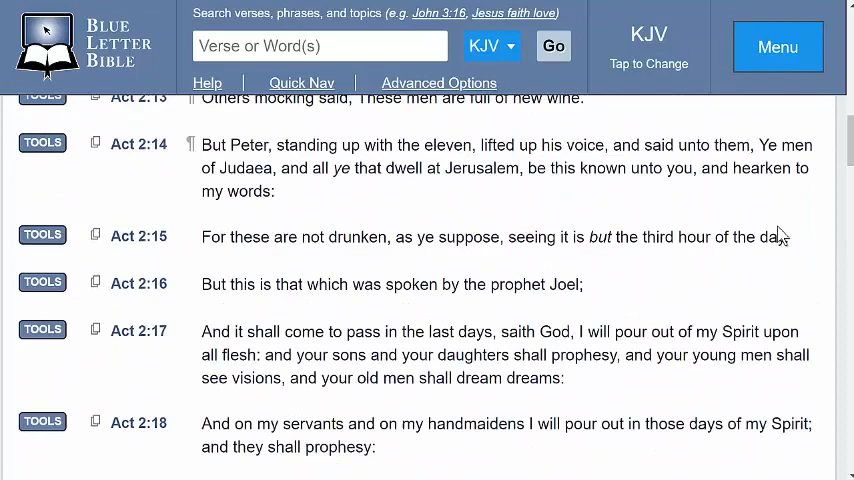 BLUE
LETTER
BIBLE
Search verses, phrases, and topics (e.g. John 3:16, Jesus faith love)
Verse or Word(s)
KJV
Go
Help
Quick Nav
Advanced Options
KJV
Tap to Change
Menu
TOOLS Act 2:13 ¶ Others mocking said, These men are full of new wine.
TOOLS Act 2:14 ¶ But Peter, standing up with the eleven, lifted up his voice, and said unto them, Ye men
of Judaea, and all ye that dwell at Jerusalem, be this known unto you, and hearken to
my words:
TOOLS Act 2:15 For these are not drunken, as ye suppose, seeing it is but the third hour of the day.
TOOLS Act 2:16 But this is that which was spoken by the prophet Joel;
TOOLS Act 2:17 And it shall come to pass in the last days, saith God, I will pour out of my Spirit upon
all flesh: and your sons and your daughters shall prophesy, and your young men shall
see visions, and your old men shall dream dreams:
TOOLS Act 2:18 And on my servants and on my handmaidens I will pour out in those days of my Spirit;
and they shall prophesy: